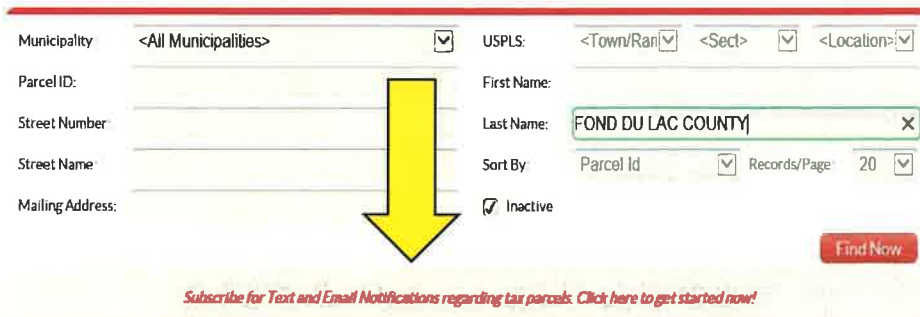 Municipality <All Municipalities> USPLS: <Town/Ran <Sect> <Location>
Parcel ID: First Name:
Street Number Last Name: FOND DU LAC COUNTY ×
Street Name Sort By: Parcel Id Records/Page 20
Mailing Address: Inactive
Find Now
Subscribe for Text and Email Notifications regarding tax parcels. Click here to get started now!